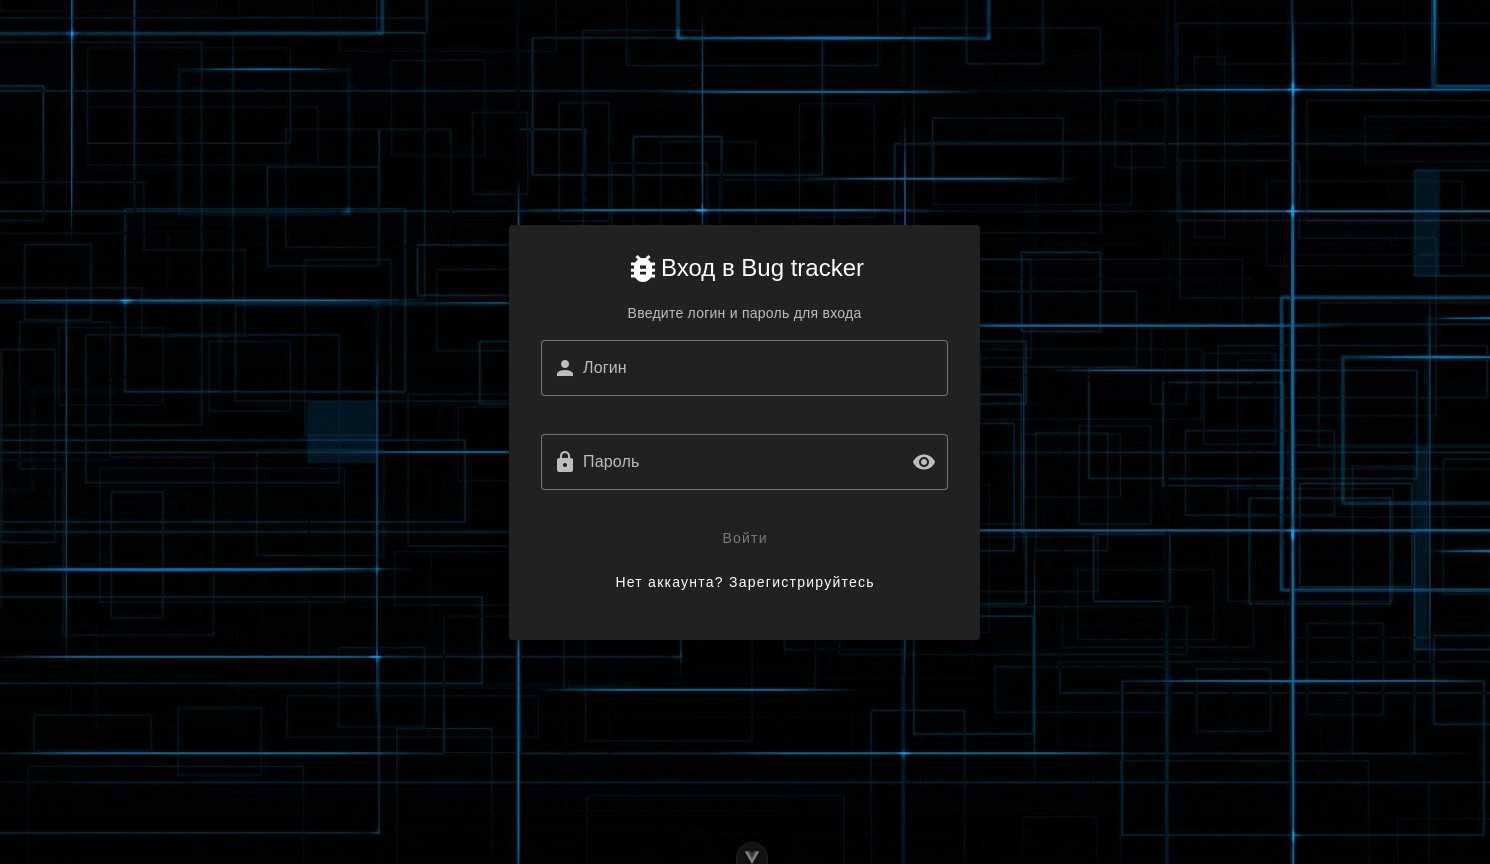 Вход в Bug tracker
Введите логин и пароль для входа
Логин
Пароль
Войти
Нет аккаунта? Зарегистрируйтесь